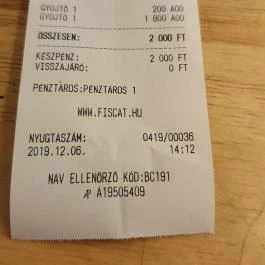 GYŰJTŐ 1 200 A00
GYŰJTŐ 1 1 800 A00
ÖSSZESEN: 2 000 FT
KÉSZPÉNZ: 2 000 FT
VISSZAJÁRÓ: 0 FT
PÉNZTÁROS:PENZTAROS 1
WWW.FISCAT.HU
NYUGTASZÁM: 0419/00036
2019.12.06. 14:12
NAV ELLENŐRZŐ KÓD:BC191
AP A19505409